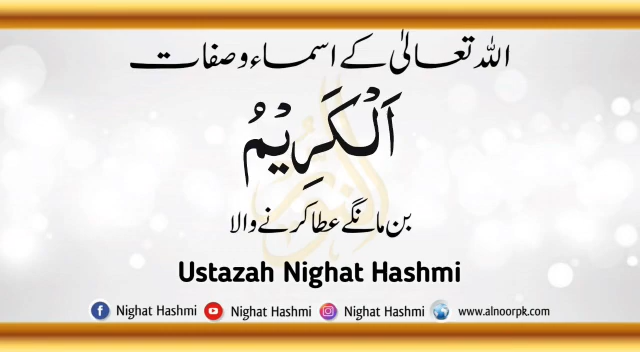 اللہ تعالیٰ کے اسماء و صفات
اَلْکَرِیْمُ
بن مانگے عطا کرنے والا
Ustazah Nighat Hashmi
Nighat Hashmi Nighat Hashmi Nighat Hashmi www.alnoorpk.com